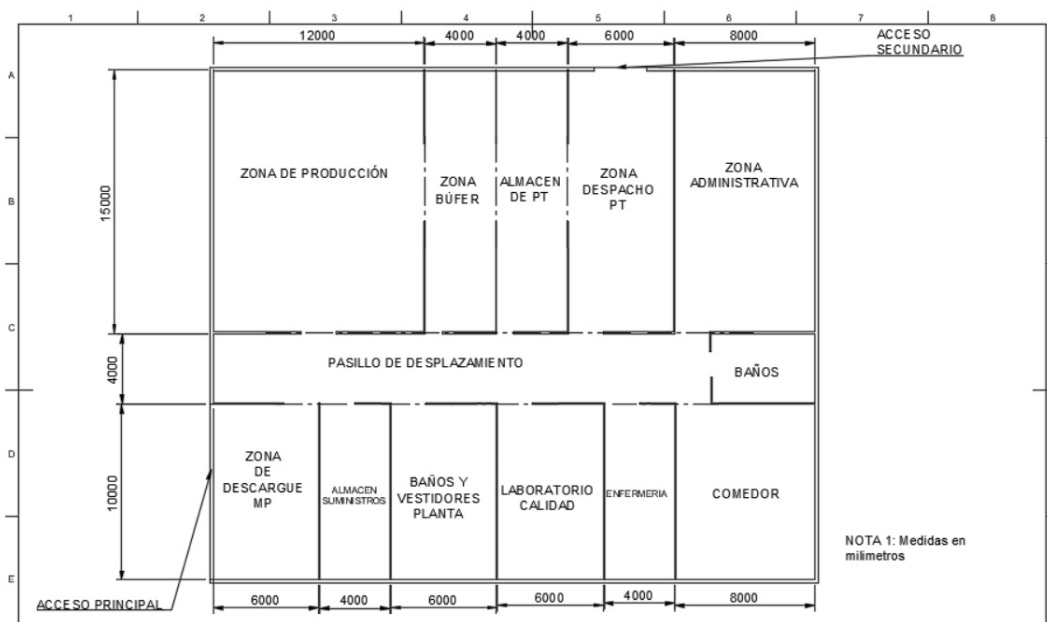 1 2 3 4 5 6 7 8
12000 4000 4000 6000 8000
ACCESO
SECUNDARIO
A
B
C
D
E
15000
4000
10000
ZONA DE PRODUCCIÓN
ZONA
BÚFER
ALMACEN
DE PT
ZONA
DESPACHO
PT
ZONA
ADMINISTRATIVA
PASILLO DE DESPLAZAMIENTO
BAÑOS
ZONA
DE
DESCARGUE
MP
ALMACEN
SUMINISTROS
BAÑOS Y
VESTIDORES
PLANTA
LABORATORIO
CALIDAD
ENFERMERIA
COMEDOR
NOTA 1: Medidas en
milimetros
ACCESO PRINCIPAL
6000 4000 6000 6000 4000 8000